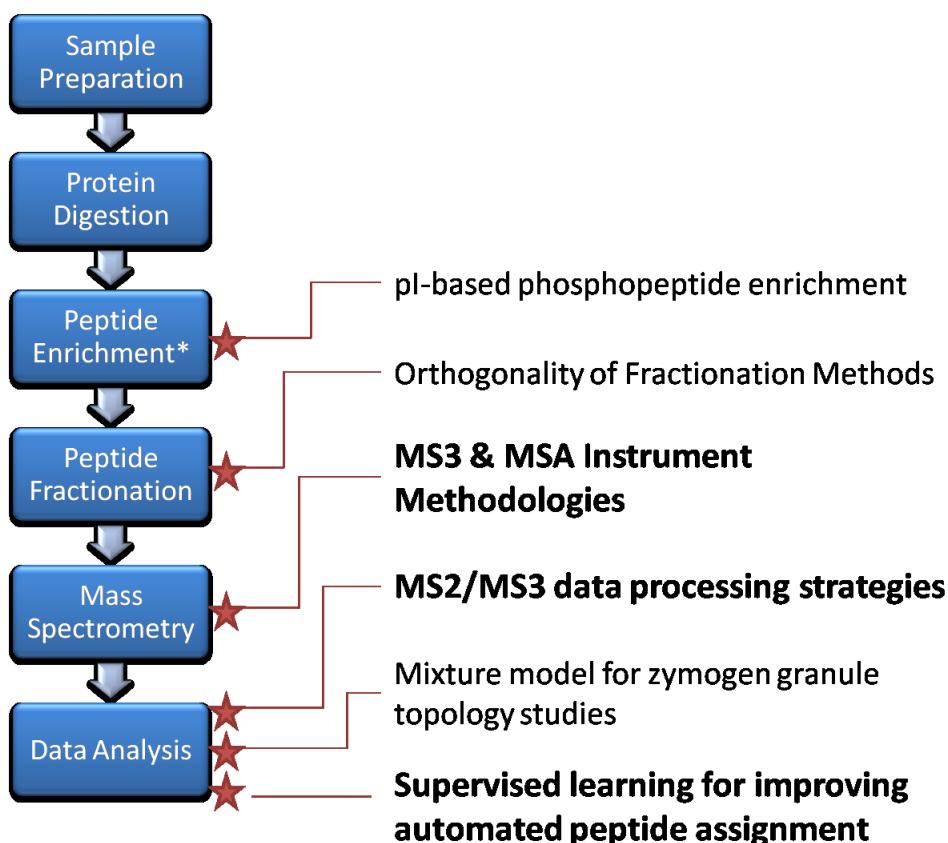 Sample
Preparation
Protein
Digestion
Peptide
Enrichment*
Peptide
Fractionation
Mass
Spectrometry
Data Analysis
pI-based phosphopeptide enrichment
Orthogonality of Fractionation Methods
MS3 & MSA Instrument
Methodologies
MS2/MS3 data processing strategies
Mixture model for zymogen granule
topology studies
Supervised learning for improving
automated peptide assignment